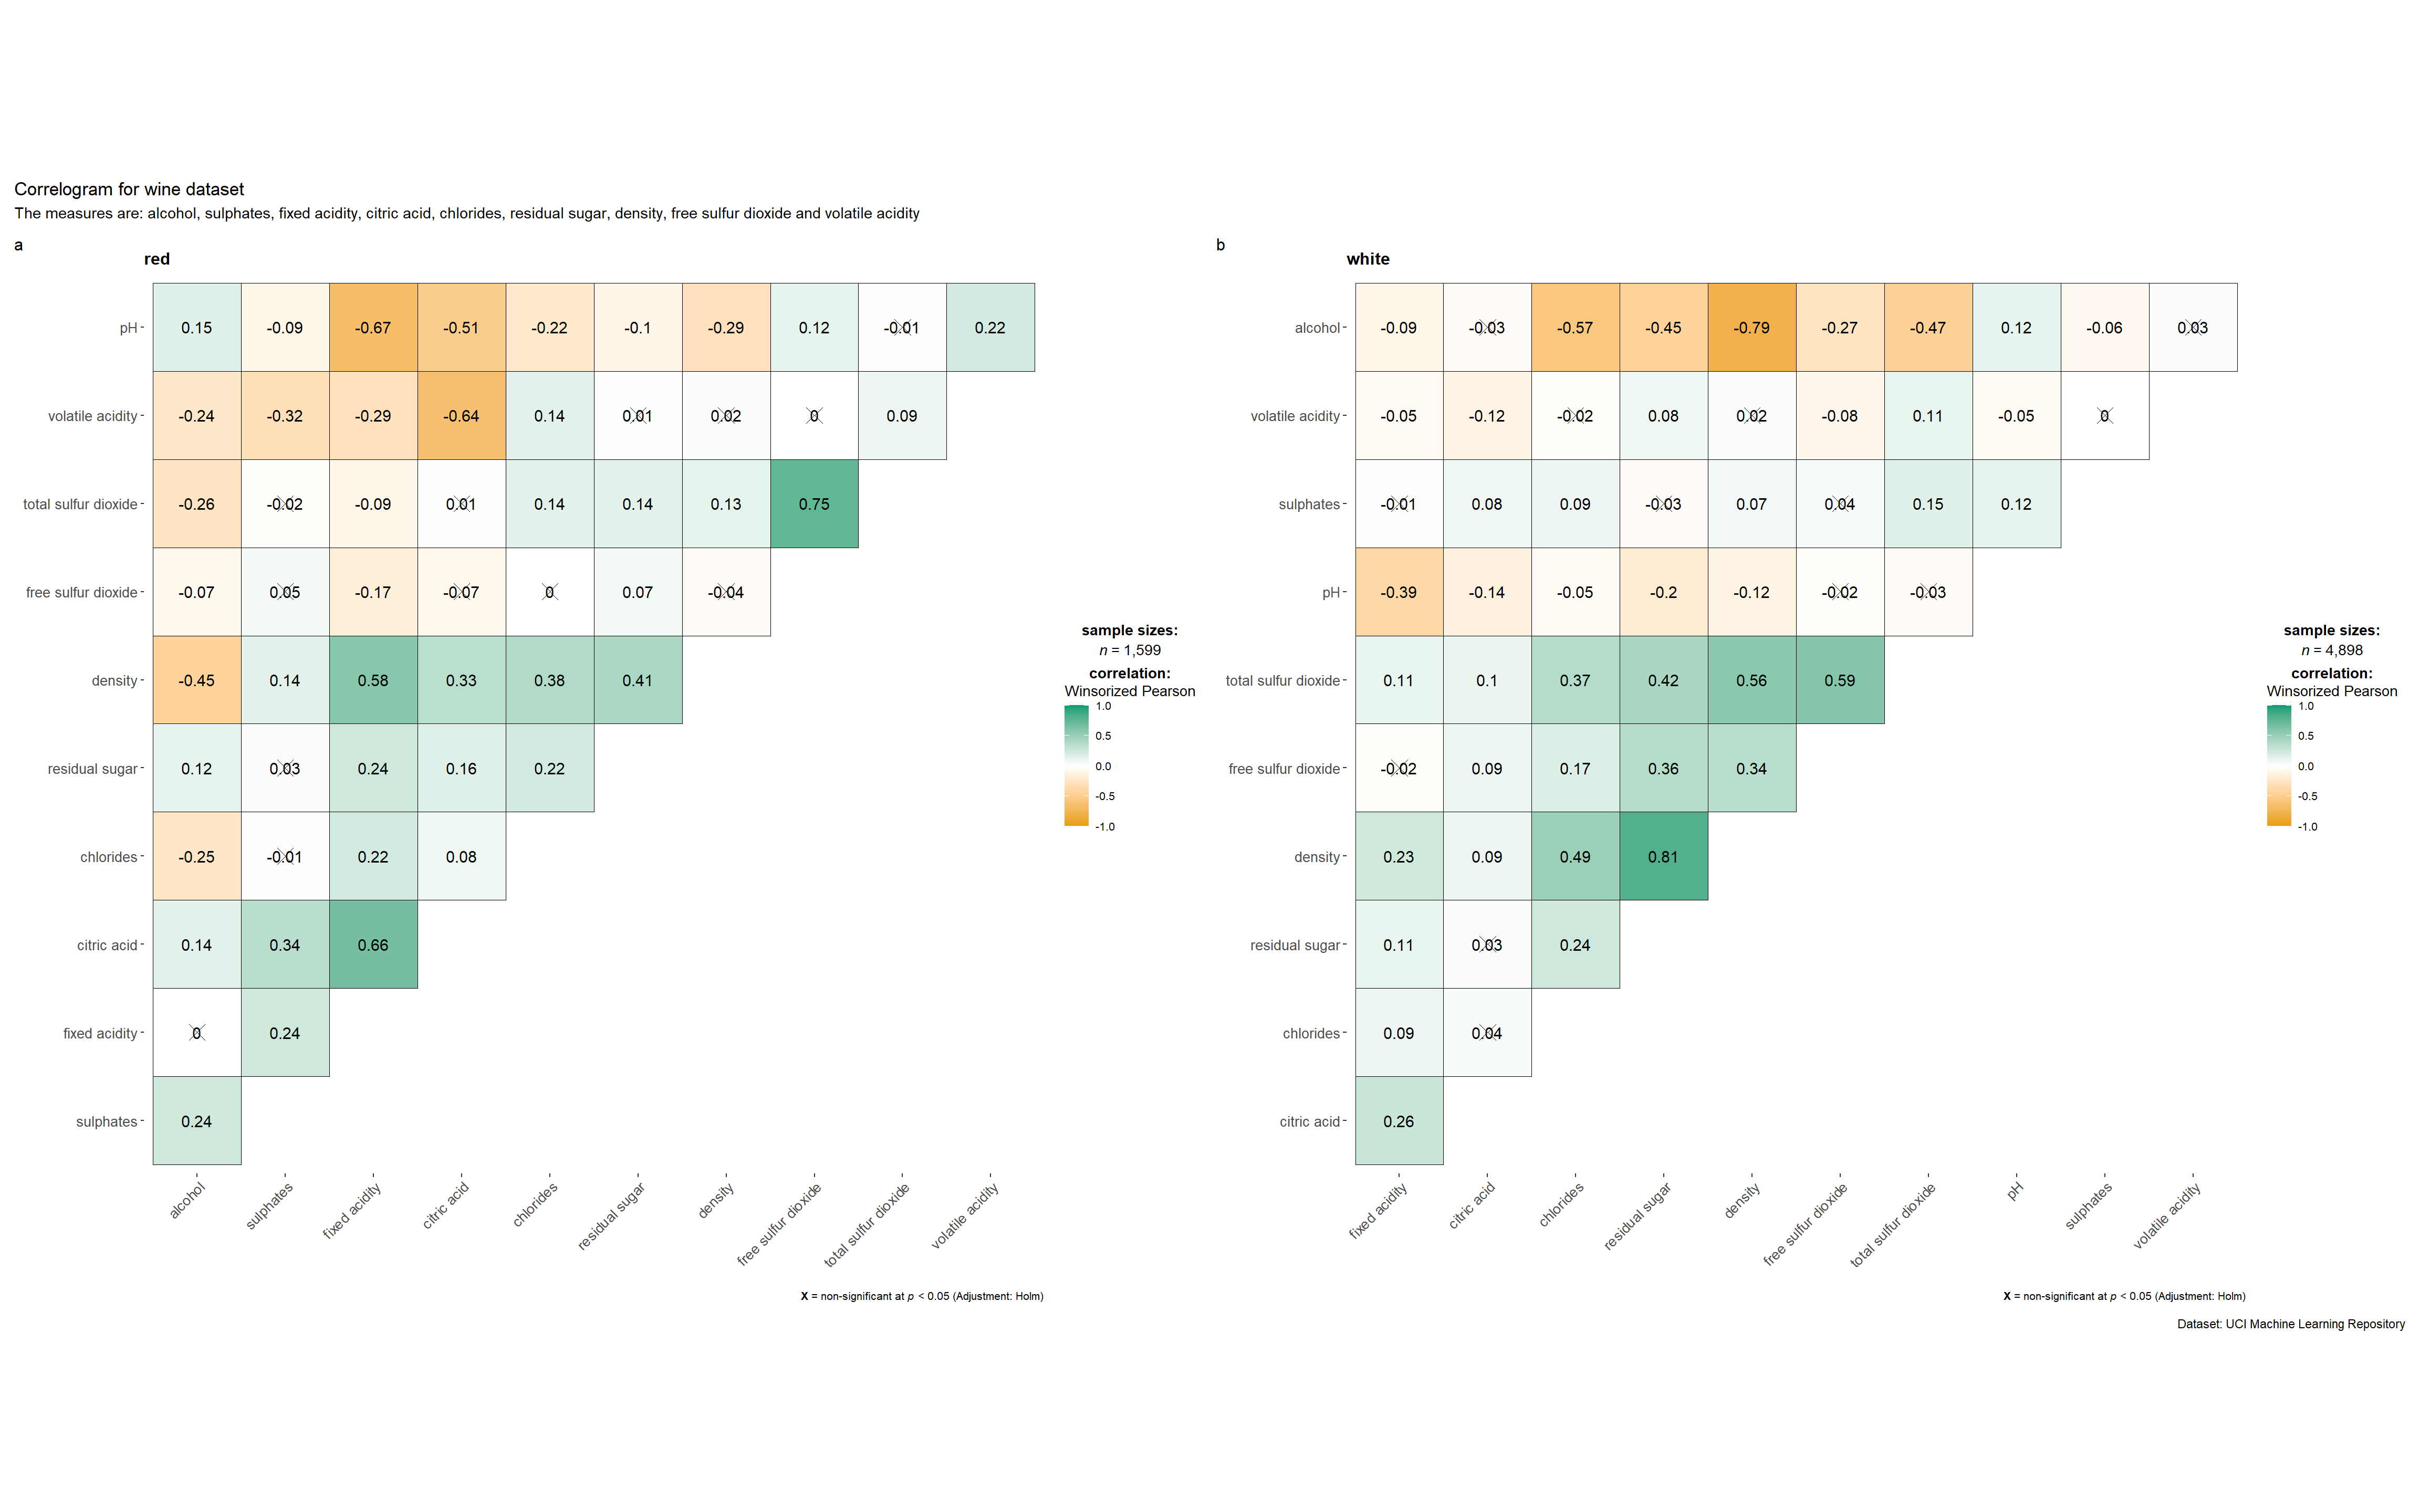 Correlogram for wine dataset
The measures are: alcohol, sulphates, fixed acidity, citric acid, chlorides, residual sugar, density, free sulfur dioxide and volatile acidity
a
red
pH 0.15 -0.09 -0.67 -0.51 -0.22 -0.1 -0.29 0.12 -0.01 0.22
volatile acidity -0.24 -0.32 -0.29 -0.64 0.14 0.01 0.02 0 0.09
total sulfur dioxide -0.26 -0.02 -0.09 0.01 0.14 0.14 0.13 0.75
free sulfur dioxide -0.07 0.05 -0.17 -0.07 0 0.07 -0.04
density -0.45 0.14 0.58 0.33 0.38 0.41
residual sugar 0.12 0.03 0.24 0.16 0.22
chlorides -0.25 -0.01 0.22 0.08
citric acid 0.14 0.34 0.66
fixed acidity 0 0.24
sulphates 0.24
alcohol
sulphates
fixed acidity
citric acid
chlorides
residual sugar
density
free sulfur dioxide
total sulfur dioxide
volatile acidity
sample sizes:
n = 1,599
correlation:
Winsorized Pearson
1.0
0.5
0.0
-0.5
-1.0
X = non-significant at p < 0.05 (Adjustment: Holm)
b
white
alcohol -0.09 -0.03 -0.57 -0.45 -0.79 -0.27 -0.47 0.12 -0.06 0.03
volatile acidity -0.05 -0.12 -0.02 0.08 0.02 -0.08 0.11 -0.05 0
sulphates -0.01 0.08 0.09 -0.03 0.07 0.04 0.15 0.12
pH -0.39 -0.14 -0.05 -0.2 -0.12 -0.02 -0.03
total sulfur dioxide 0.11 0.1 0.37 0.42 0.56 0.59
free sulfur dioxide -0.02 0.09 0.17 0.36 0.34
density 0.23 0.09 0.49 0.81
residual sugar 0.11 0.03 0.24
chlorides 0.09 0.04
citric acid 0.26
fixed acidity
citric acid
chlorides
residual sugar
density
free sulfur dioxide
total sulfur dioxide
pH
sulphates
volatile acidity
sample sizes:
n = 4,898
correlation:
Winsorized Pearson
1.0
0.5
0.0
-0.5
-1.0
X = non-significant at p < 0.05 (Adjustment: Holm)
Dataset: UCI Machine Learning Repository